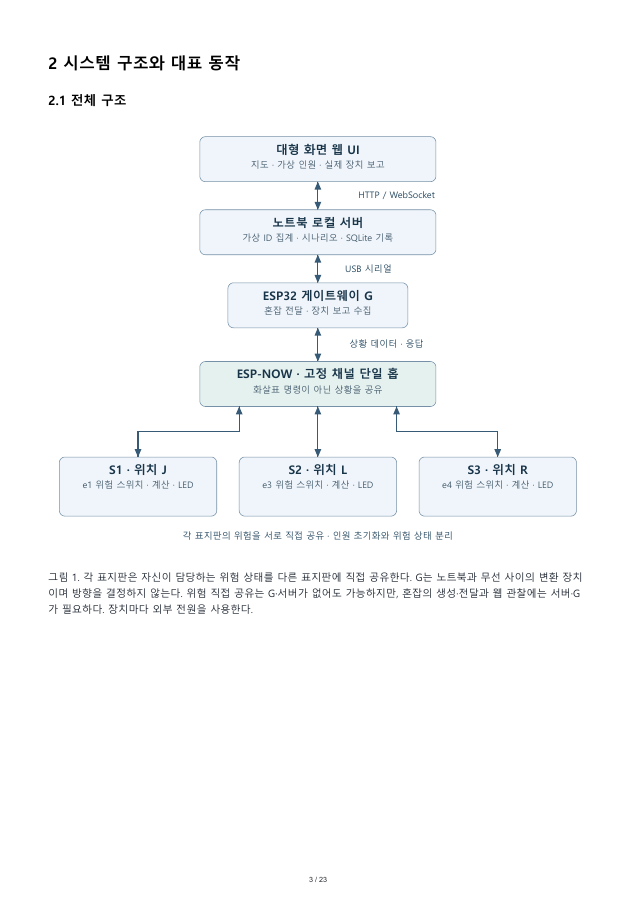 2 시스템 구조와 대표 동작
2.1 전체 구조
대형 화면 웹 UI
지도 · 가상 인원 · 실제 장치 보고
HTTP / WebSocket
노트북 로컬 서버
가상 ID 집계 · 시나리오 · SQLite 기록
USB 시리얼
ESP32 게이트웨이 G
혼잡 전달 · 장치 보고 수집
상황 데이터 · 응답
ESP-NOW · 고정 채널 단일 홉
화살표 명령이 아닌 상황을 공유
S1 · 위치 J
e1 위험 스위치 · 계산 · LED
S2 · 위치 L
e3 위험 스위치 · 계산 · LED
S3 · 위치 R
e4 위험 스위치 · 계산 · LED
각 표지판의 위험을 서로 직접 공유 · 인원 초기화와 위험 상태 분리
그림 1. 각 표지판은 자신이 담당하는 위험 상태를 다른 표지판에 직접 공유한다. G는 노트북과 무선 사이의 변환 장치
이며 방향을 결정하지 않는다. 위험 직접 공유는 G·서버가 없어도 가능하지만, 혼잡의 생성·전달과 웹 관찰에는 서버·G
가 필요하다. 장치마다 외부 전원을 사용한다.
3 / 23